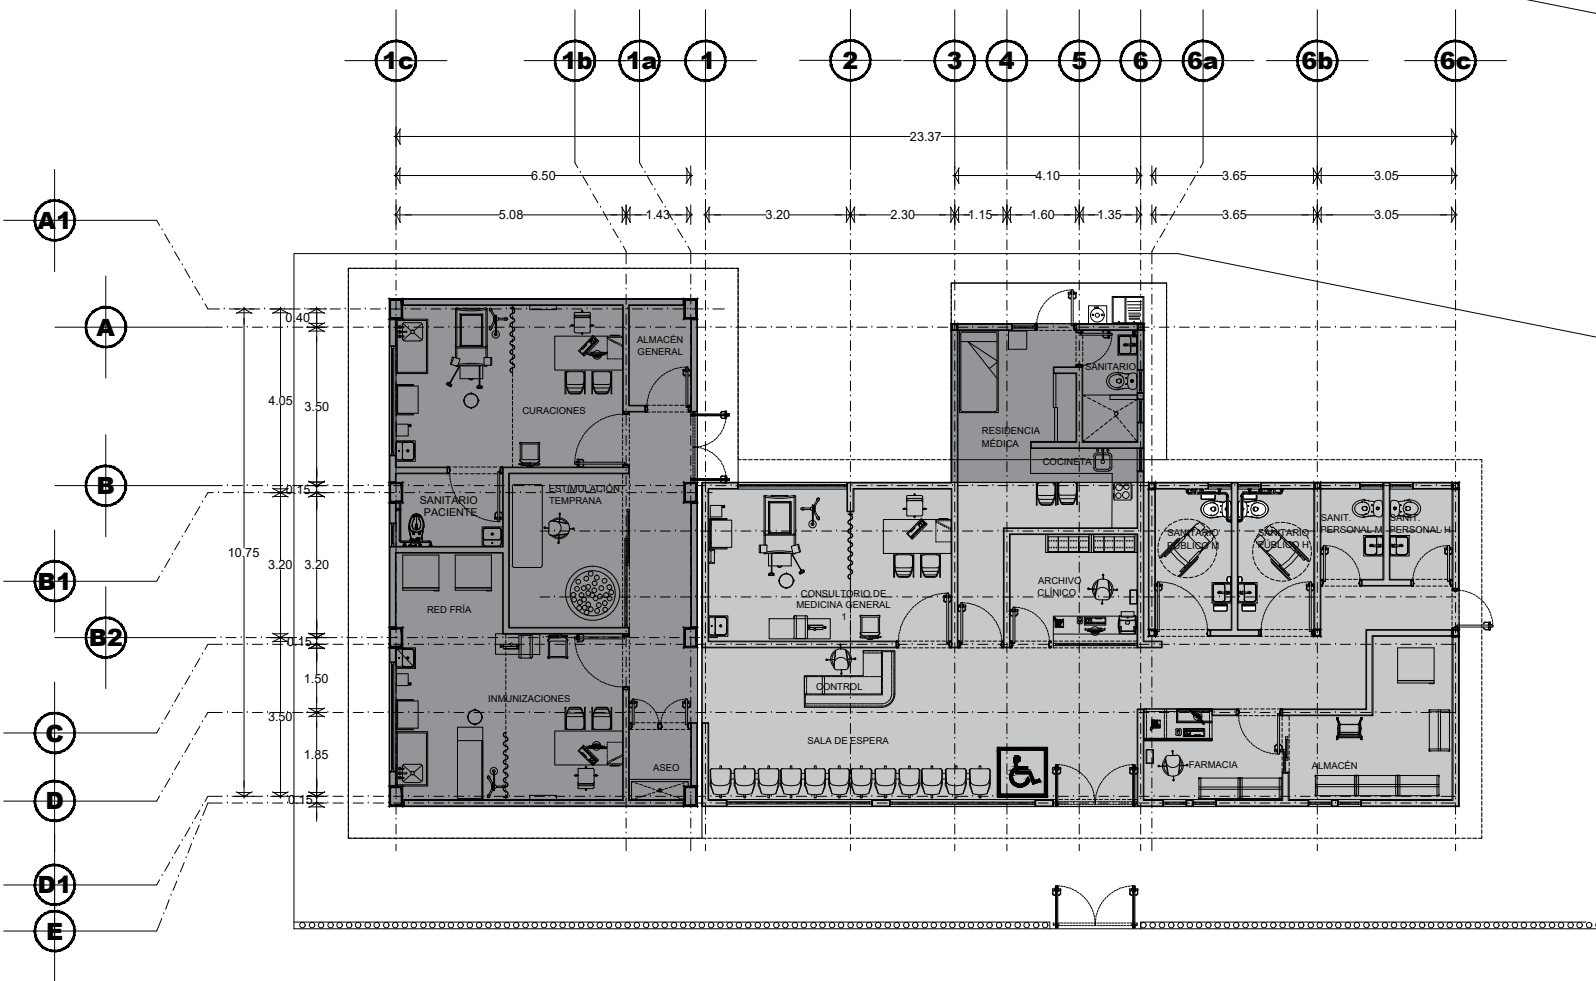 1c 1b 1a 1 2 3 4 5 6 6a 6b 6c
23.37
6.50 4.10 3.65 3.05
5.08 1.43 3.20 2.30 1.15 1.60 1.35 3.65 3.05
A1
A
B
B1
B2
C
D
D1
E
0.40
4.05 3.50
0.15
10.75 3.20 3.20
0.15
1.50
3.50
1.85
0.15
ALMACÉN
GENERAL
CURACIONES
SANITARIO
PACIENTE
ESTIMULACIÓN
TEMPRANA
RED FRÍA
INMUNIZACIONES
ASEO
CONSULTORIO DE
MEDICINA GENERAL
1
CONTROL
SALA DE ESPERA
SANITARIO
RESIDENCIA
MÉDICA
COCINETA
ARCHIVO
CLÍNICO
SANITARIO
PÚBLICO M
SANITARIO
PÚBLICO H
SANIT.
PERSONAL M
SANIT.
PERSONAL H
FARMACIA
ALMACÉN